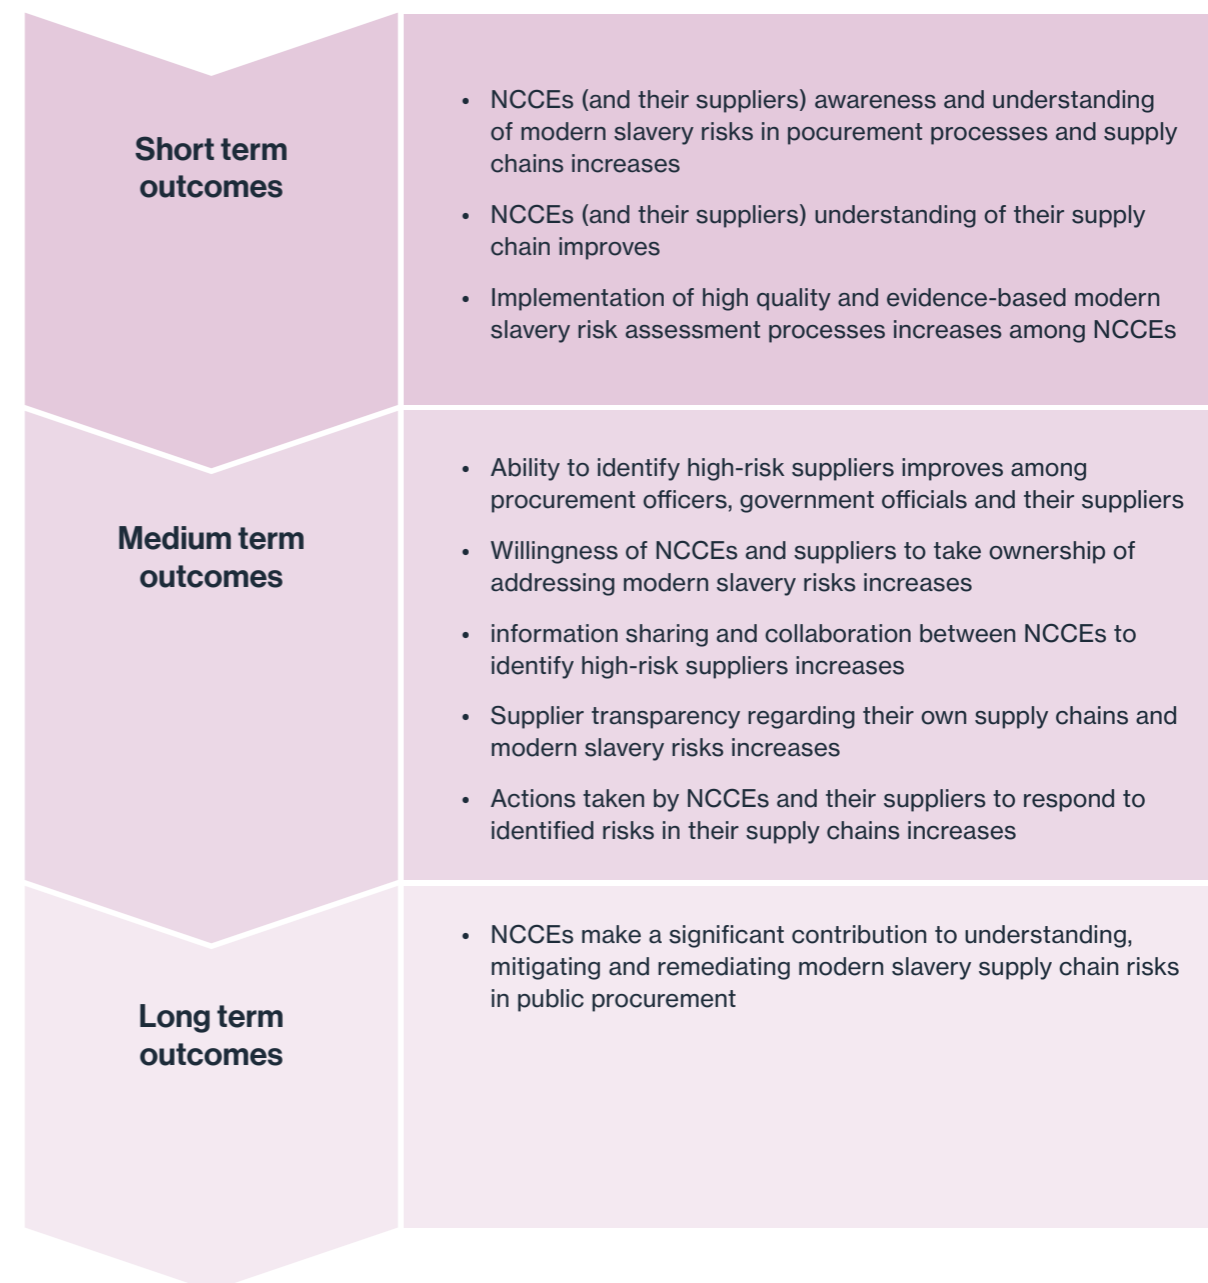 Short term
outcomes
• NCCEs (and their suppliers) awareness and understanding
of modern slavery risks in pocurement processes and supply
chains increases
• NCCEs (and their suppliers) understanding of their supply
chain improves
• Implementation of high quality and evidence-based modern
slavery risk assessment processes increases among NCCEs
Medium term
outcomes
• Ability to identify high-risk suppliers improves among
procurement officers, government officials and their suppliers
• Willingness of NCCEs and suppliers to take ownership of
addressing modern slavery risks increases
• information sharing and collaboration between NCCEs to
identify high-risk suppliers increases
• Supplier transparency regarding their own supply chains and
modern slavery risks increases
• Actions taken by NCCEs and their suppliers to respond to
identified risks in their supply chains increases
Long term
outcomes
• NCCEs make a significant contribution to understanding,
mitigating and remediating modern slavery supply chain risks
in public procurement